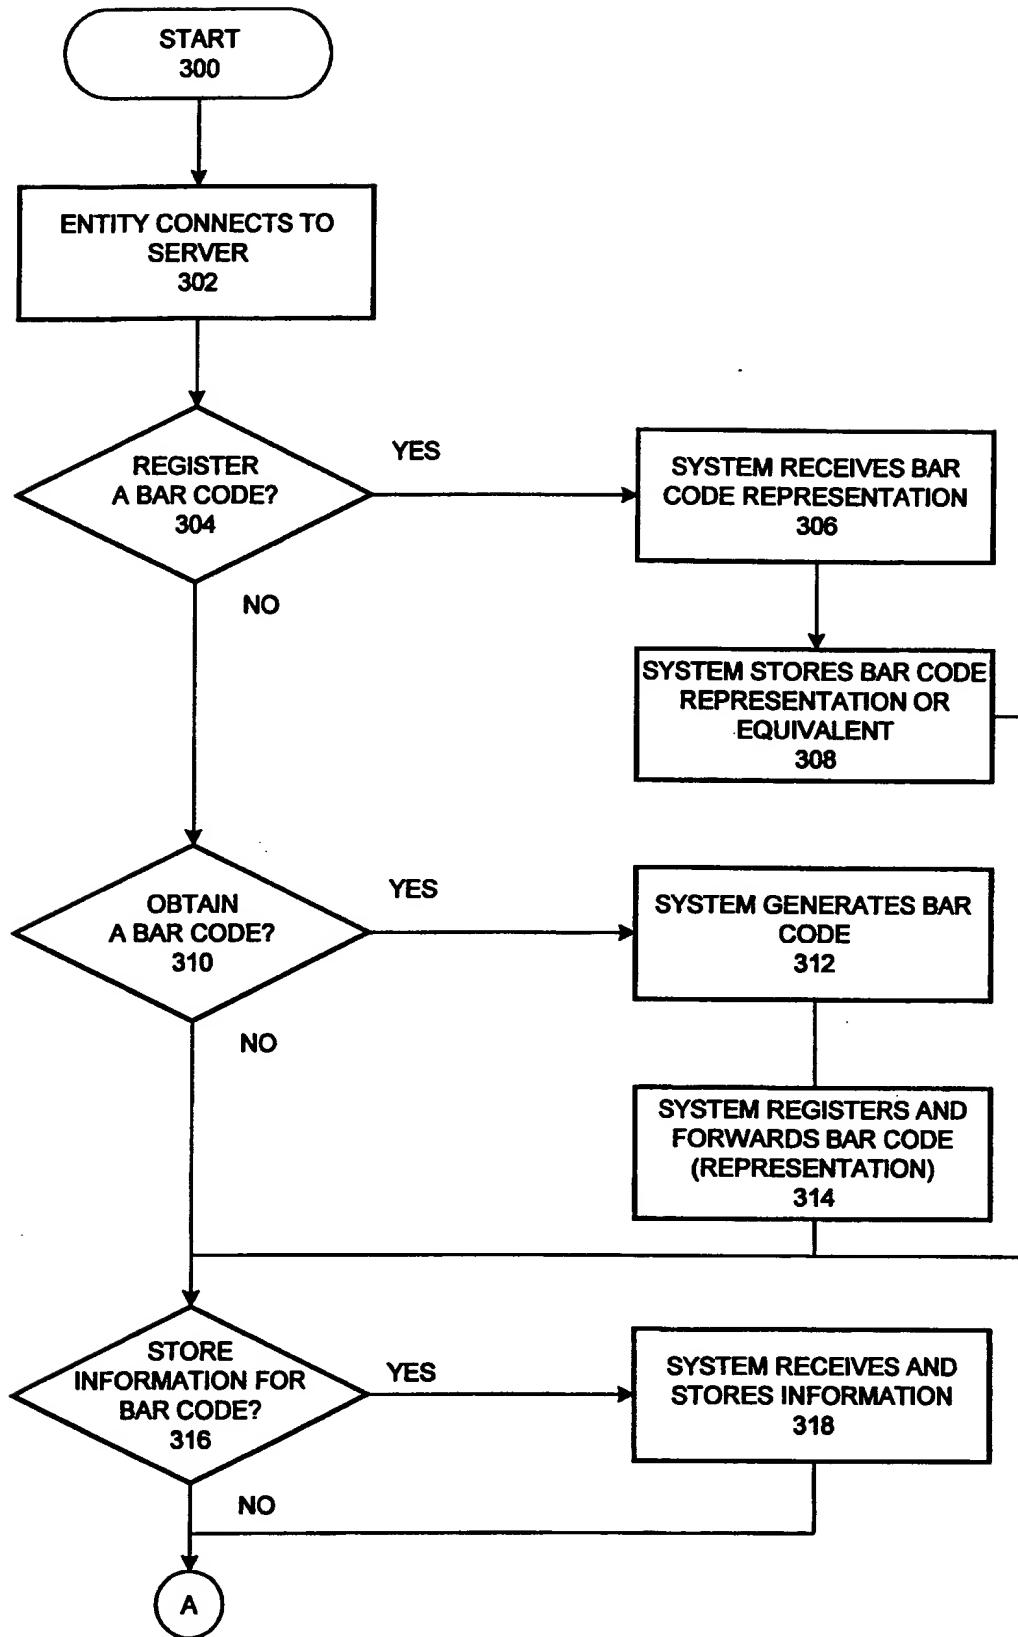 START
300
ENTITY CONNECTS TO
SERVER
302
REGISTER
A BAR CODE?
304
YES
NO
SYSTEM RECEIVES BAR
CODE REPRESENTATION
306
SYSTEM STORES BAR CODE
REPRESENTATION OR
EQUIVALENT
308
OBTAIN
A BAR CODE?
310
YES
NO
SYSTEM GENERATES BAR
CODE
312
SYSTEM REGISTERS AND
FORWARDS BAR CODE
(REPRESENTATION)
314
STORE
INFORMATION FOR
BAR CODE?
316
YES
NO
SYSTEM RECEIVES AND
STORES INFORMATION
318
A